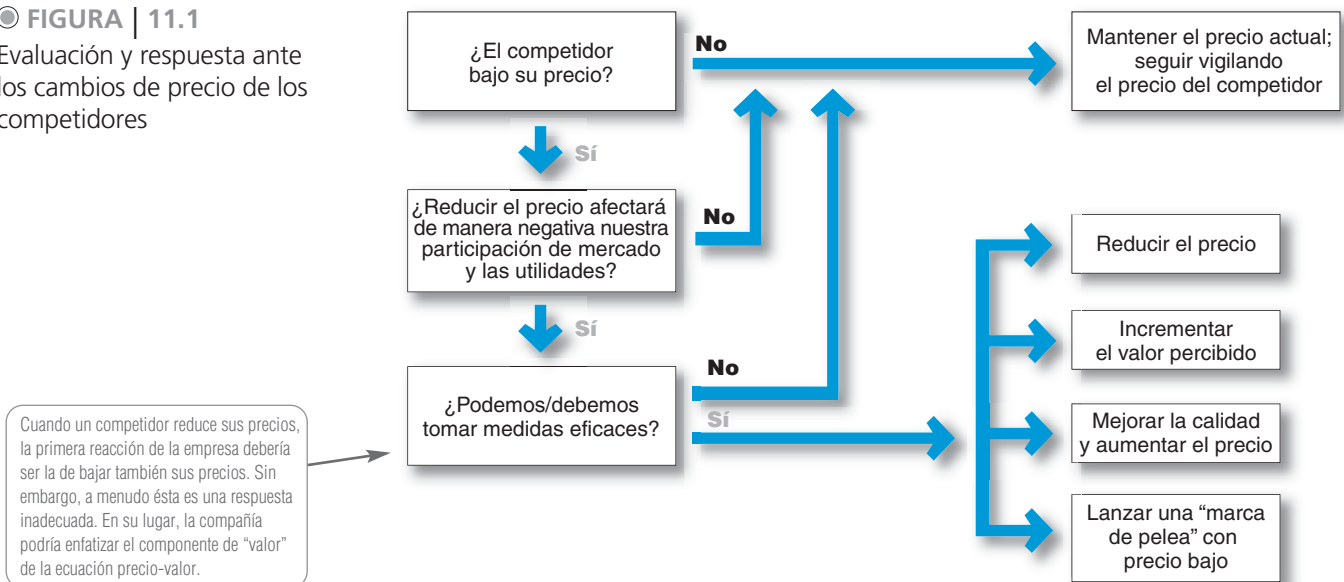 FIGURA | 11.1
Evaluación y respuesta ante
los cambios de precio de los
competidores
¿El competidor
bajo su precio?
No
Mantener el precio actual;
seguir vigilando
el precio del competidor
Sí
¿Reducir el precio afectará
de manera negativa nuestra
participación de mercado
y las utilidades?
No
Sí
¿Podemos/debemos
tomar medidas eficaces?
No
Sí
Reducir el precio
Incrementar
el valor percibido
Mejorar la calidad
y aumentar el precio
Lanzar una “marca
de pelea” con
precio bajo
Cuando un competidor reduce sus precios,
la primera reacción de la empresa debería
ser la de bajar también sus precios. Sin
embargo, a menudo ésta es una respuesta
inadecuada. En su lugar, la compañía
podría enfatizar el componente de “valor”
de la ecuación precio-valor.